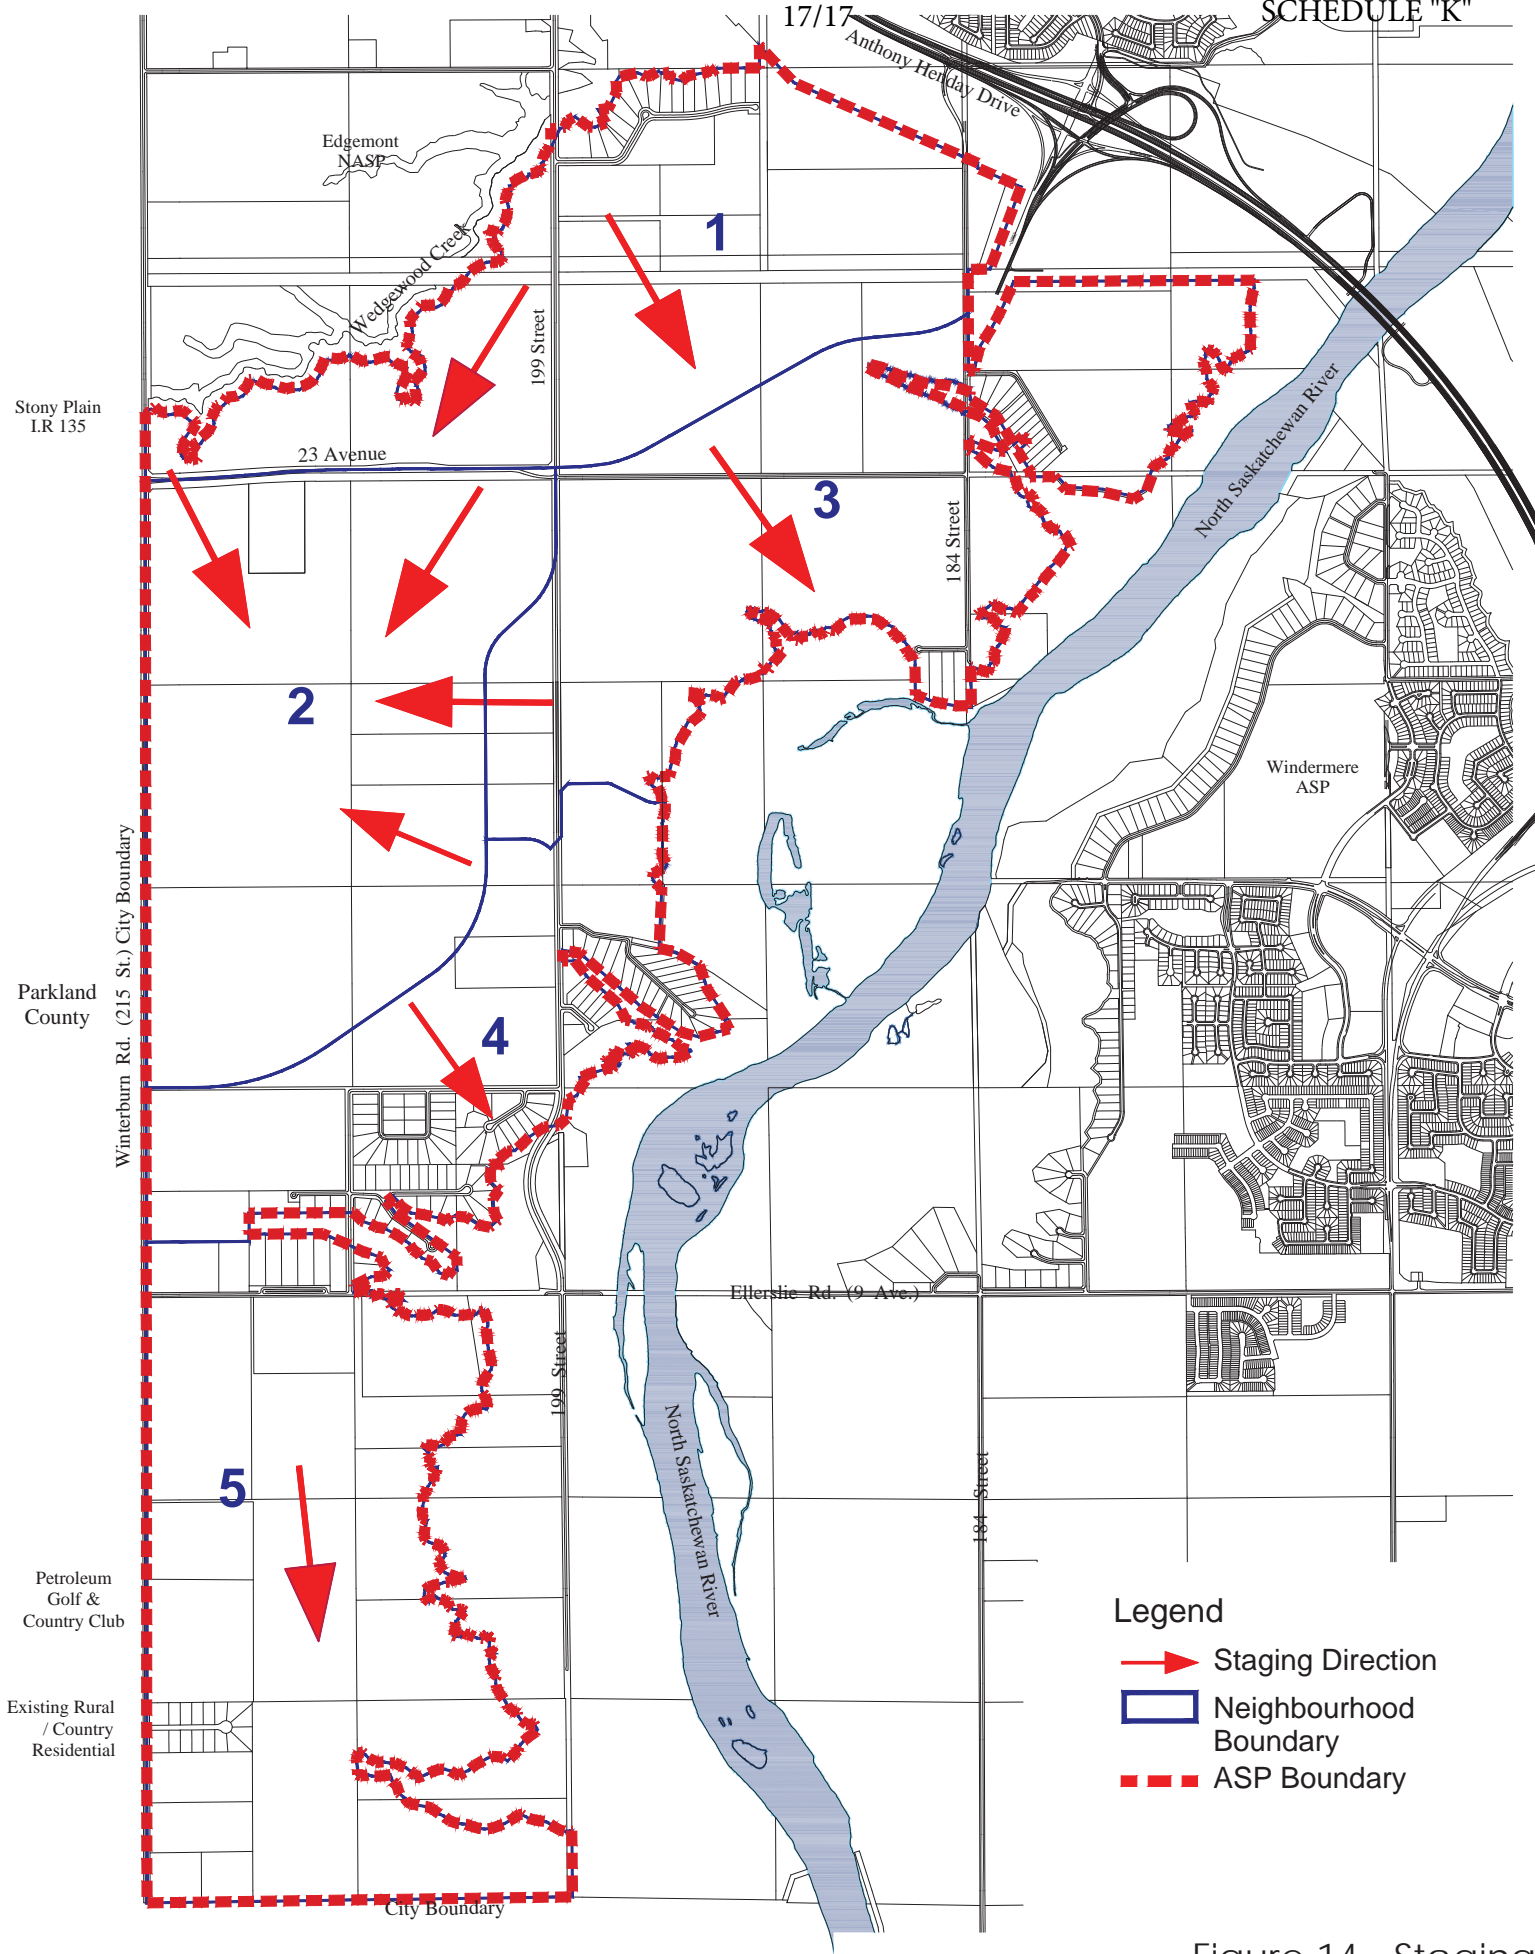 17/17
SCHEDULE "K"
Anthony Henday Drive
Edgemont
NASP
Wedgewood Creek
1
199 Street
Stony Plain
I.R 135
23 Avenue
North Saskatchewan River
3
184 Street
2
Windermere
ASP
Winterburn Rd. (215 St.) City Boundary
Parkland
County
4
Ellerslie Rd. (9 Ave.)
199 Street
North Saskatchewan River
184 Street
5
Petroleum
Golf &
Country Club
Existing Rural
/ Country
Residential
City Boundary
Legend
Staging Direction
Neighbourhood
Boundary
ASP Boundary
Figure 14 Staging